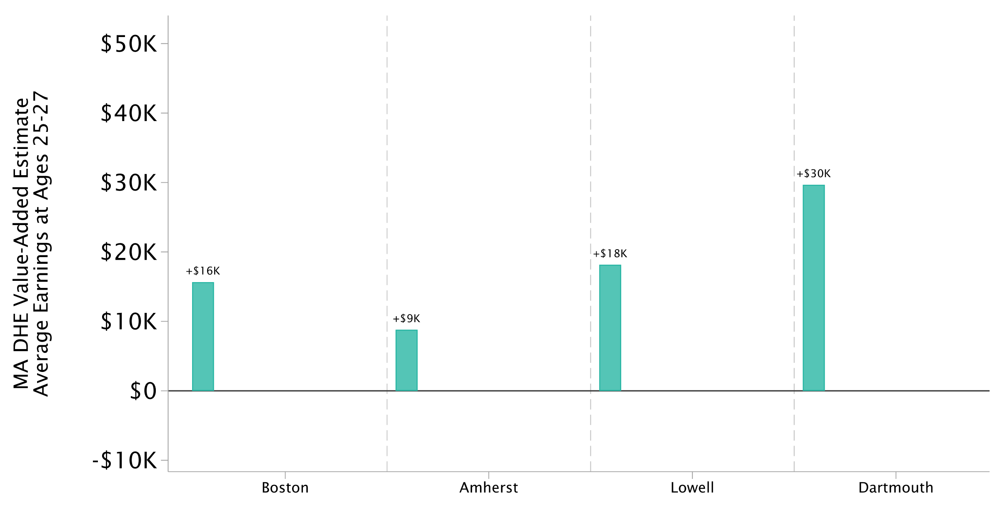 MA DHE Value-Added Estimate
Average Earnings at Ages 25-27
$50K
$40K
$30K
$20K
$10K
$0
-$10K
+$16K
+$9K
+$18K
+$30K
Boston
Amherst
Lowell
Dartmouth